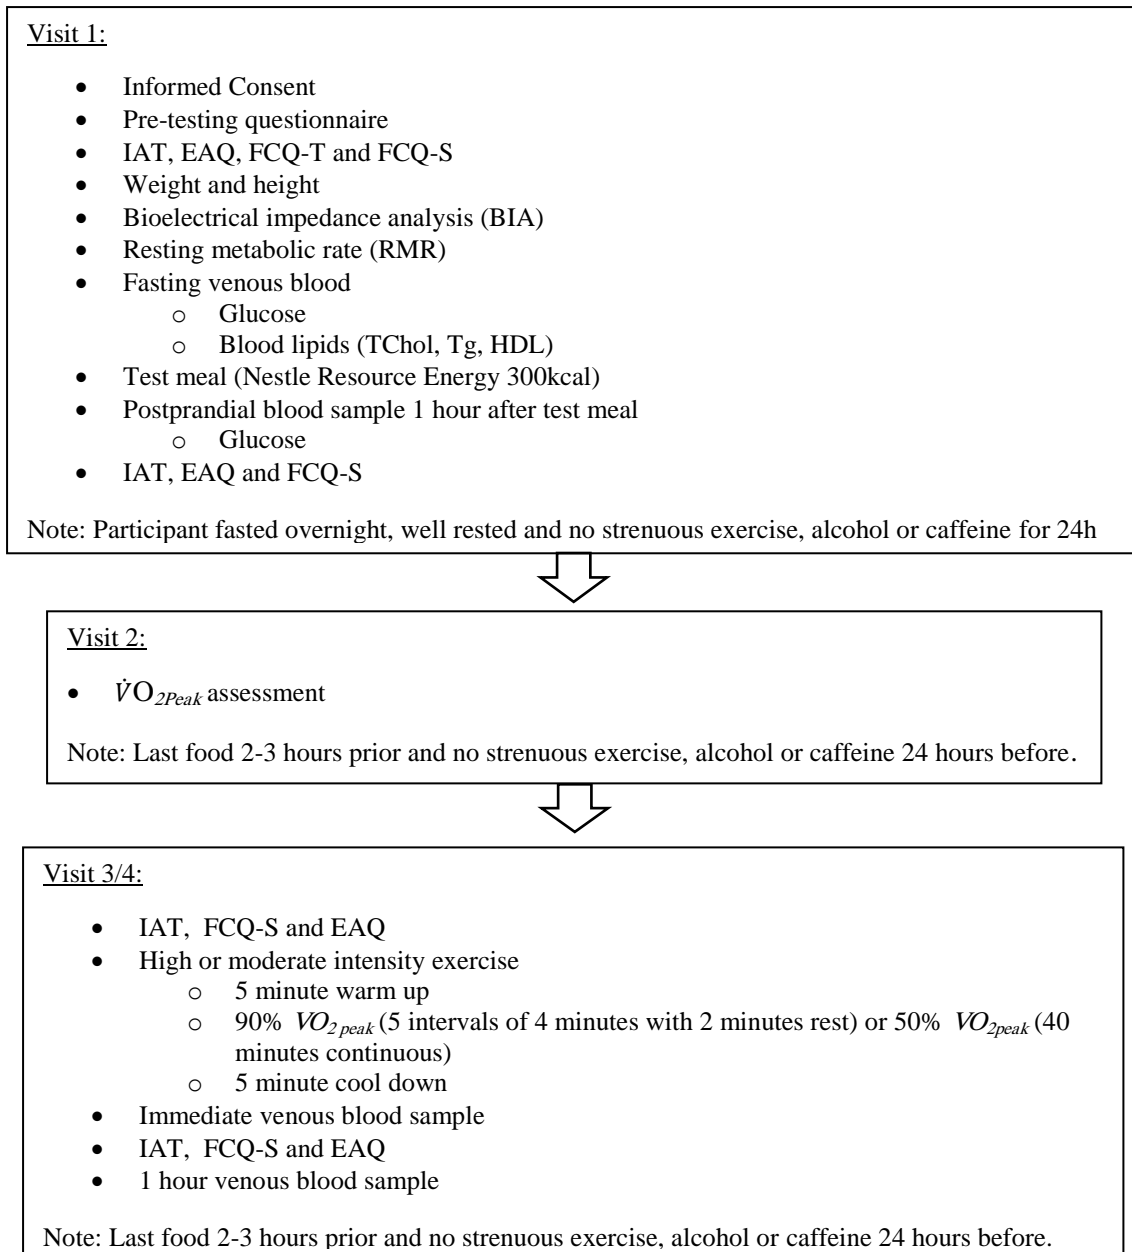 Visit 1:
• Informed Consent
• Pre-testing questionnaire
• IAT, EAQ, FCQ-T and FCQ-S
• Weight and height
• Bioelectrical impedance analysis (BIA)
• Resting metabolic rate (RMR)
• Fasting venous blood
o Glucose
o Blood lipids (TChol, Tg, HDL)
• Test meal (Nestle Resource Energy 300kcal)
• Postprandial blood sample 1 hour after test meal
o Glucose
• IAT, EAQ and FCQ-S
Note: Participant fasted overnight, well rested and no strenuous exercise, alcohol or caffeine for 24h
Visit 2:
• V̇O2Peak assessment
Note: Last food 2-3 hours prior and no strenuous exercise, alcohol or caffeine 24 hours before.
Visit 3/4:
• IAT, FCQ-S and EAQ
• High or moderate intensity exercise
o 5 minute warm up
o 90% VO2 peak (5 intervals of 4 minutes with 2 minutes rest) or 50% VO2peak (40
minutes continuous)
o 5 minute cool down
• Immediate venous blood sample
• IAT, FCQ-S and EAQ
• 1 hour venous blood sample
Note: Last food 2-3 hours prior and no strenuous exercise, alcohol or caffeine 24 hours before.